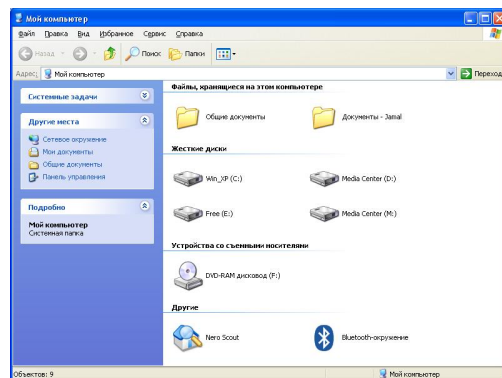 Мой компьютер
Файл Правка Вид Избранное Сервис Справка
Назад Поиск Папки
Адрес: Мой компьютер Переход
Системные задачи
Другие места
Сетевое окружение
Мои документы
Общие документы
Панель управления
Подробно
Мой компьютер
Системная папка
Файлы, хранящиеся на этом компьютере
Общие документы Документы - Jamal
Жесткие диски
Win_XP (C:) Media Center (D:)
Free (E:) Media Center (M:)
Устройства со съемными носителями
DVD-RAM дисковод (F:)
Другие
Nero Scout Bluetooth-окружение
Объектов: 9 Мой компьютер